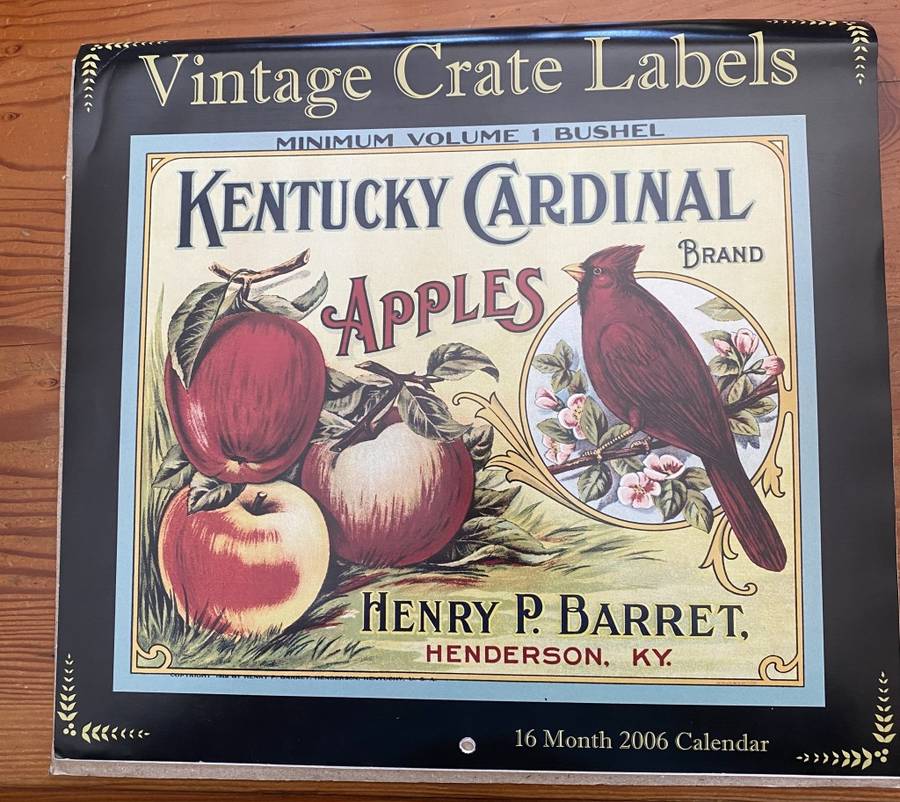 Vintage Crate Labels
MINIMUM VOLUME 1 BUSHEL
KENTUCKY CARDINAL
BRAND
APPLES
HENRY P. BARRET,
HENDERSON, KY.
16 Month 2006 Calendar